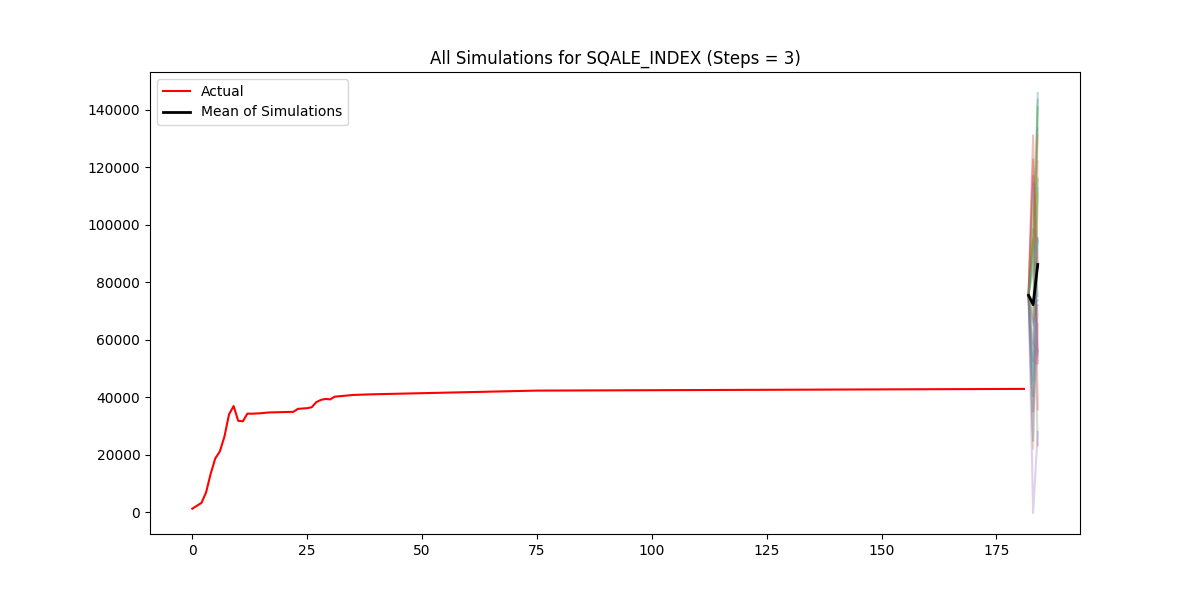 All Simulations for SQALE_INDEX (Steps = 3)
Actual
Mean of Simulations
140000
120000
100000
80000
60000
40000
20000
0
0 25 50 75 100 125 150 175